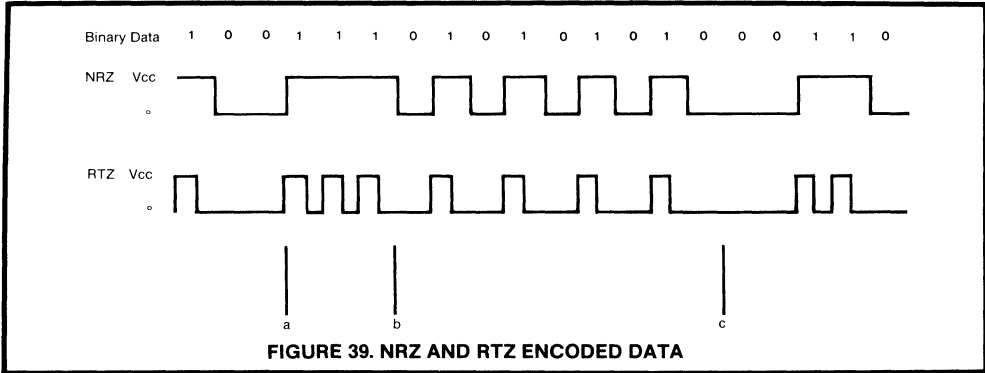 Binary Data 1 0 0 1 1 1 0 1 0 1 0 1 0 1 0 0 0 1 1 0
NRZ Vcc
o
RTZ Vcc
o
a b c
FIGURE 39. NRZ AND RTZ ENCODED DATA